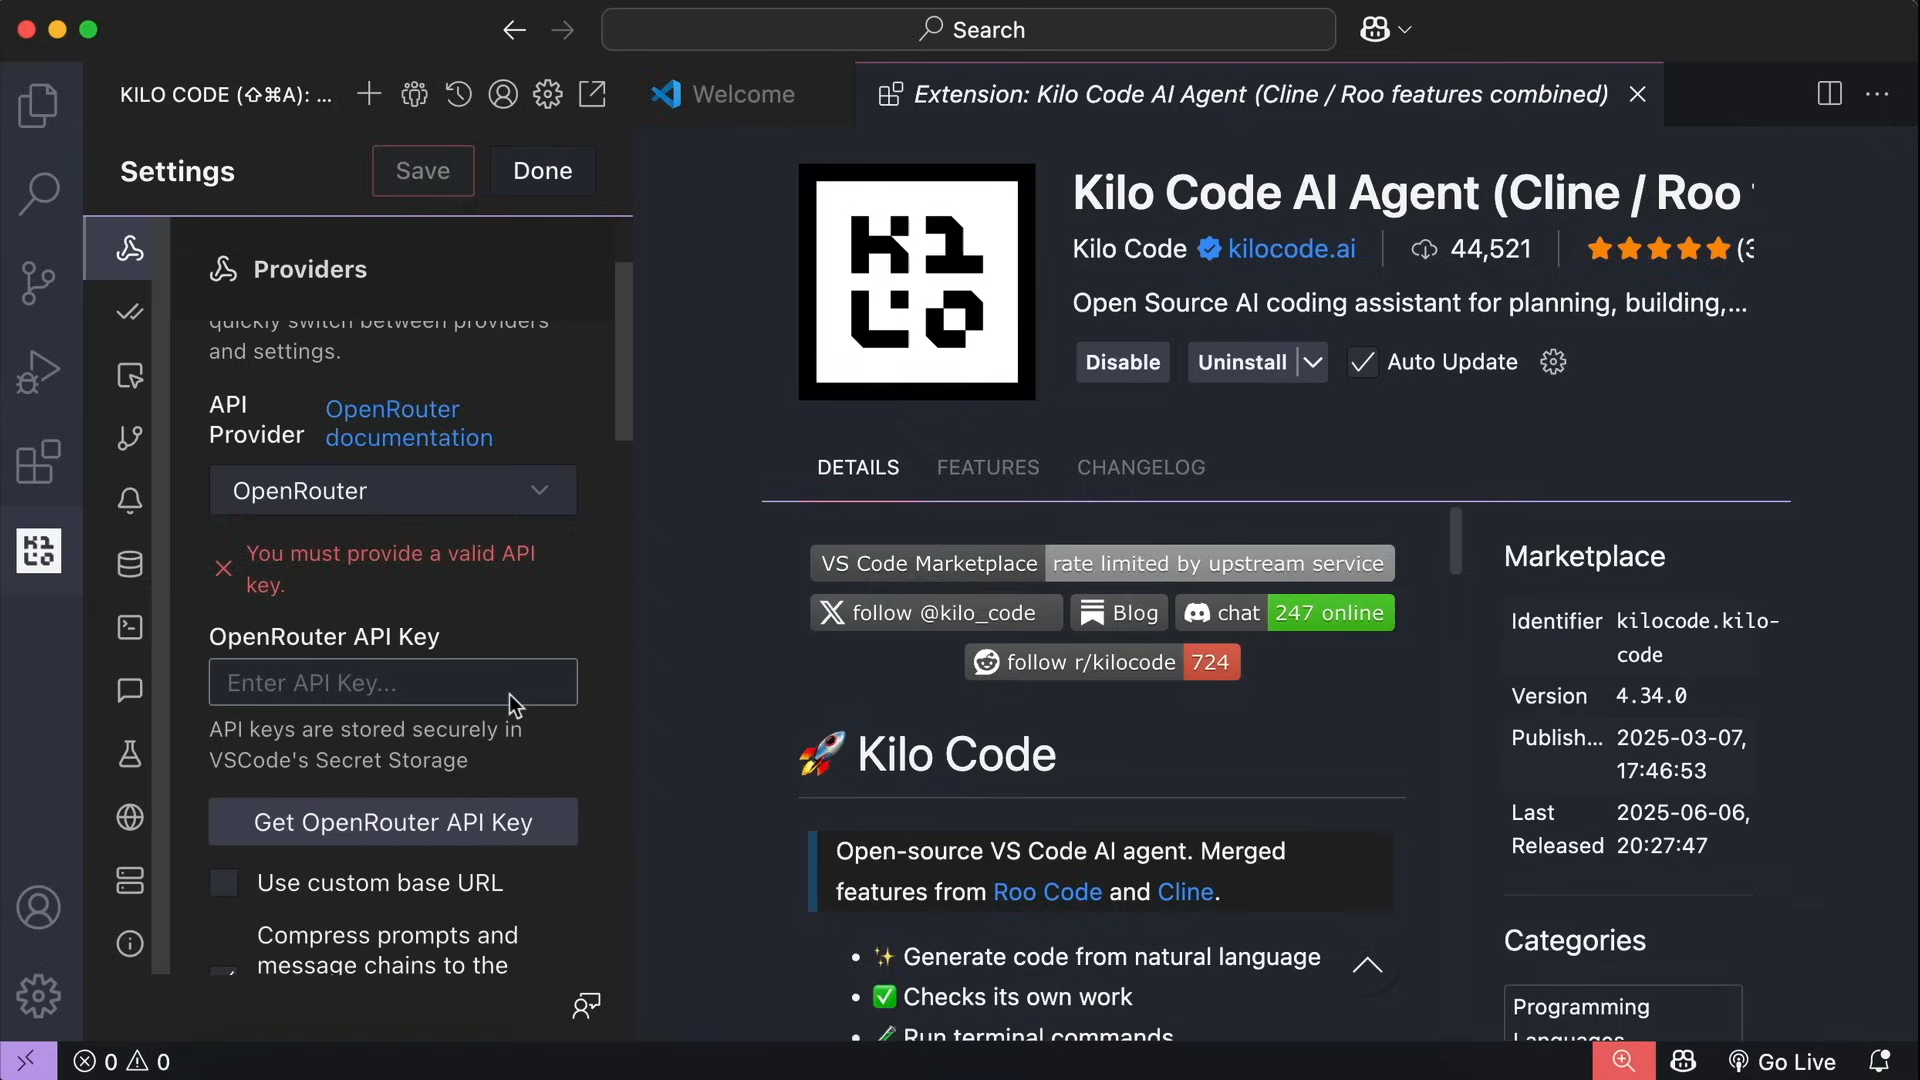 Search
KILO CODE (⇧⌘A): ...
Welcome
Extension: Kilo Code AI Agent (Cline / Roo features combined)
Settings
Save
Done
Providers
quickly switch between providers
and settings.
API
Provider
OpenRouter
documentation
OpenRouter
You must provide a valid API
key.
OpenRouter API Key
Enter API Key...
API keys are stored securely in
VSCode's Secret Storage
Get OpenRouter API Key
Use custom base URL
Compress prompts and
message chains to the
KILO
Kilo Code AI Agent (Cline / Roo
Kilo Code kilocode.ai 44,521 (3
Open Source AI coding assistant for planning, building,...
Disable Uninstall Auto Update
DETAILS FEATURES CHANGELOG
VS Code Marketplace rate limited by upstream service
follow @kilo_code Blog chat 247 online
follow r/kilocode 724
🚀 Kilo Code
Open-source VS Code AI agent. Merged
features from Roo Code and Cline.
• ✨ Generate code from natural language
• ✅ Checks its own work
• 🧪 Run terminal commands
Marketplace
Identifier kilocode.kilo-
code
Version 4.34.0
Publish... 2025-03-07,
17:46:53
Last 2025-06-06,
Released 20:27:47
Categories
Programming
Languages
0 0
Go Live